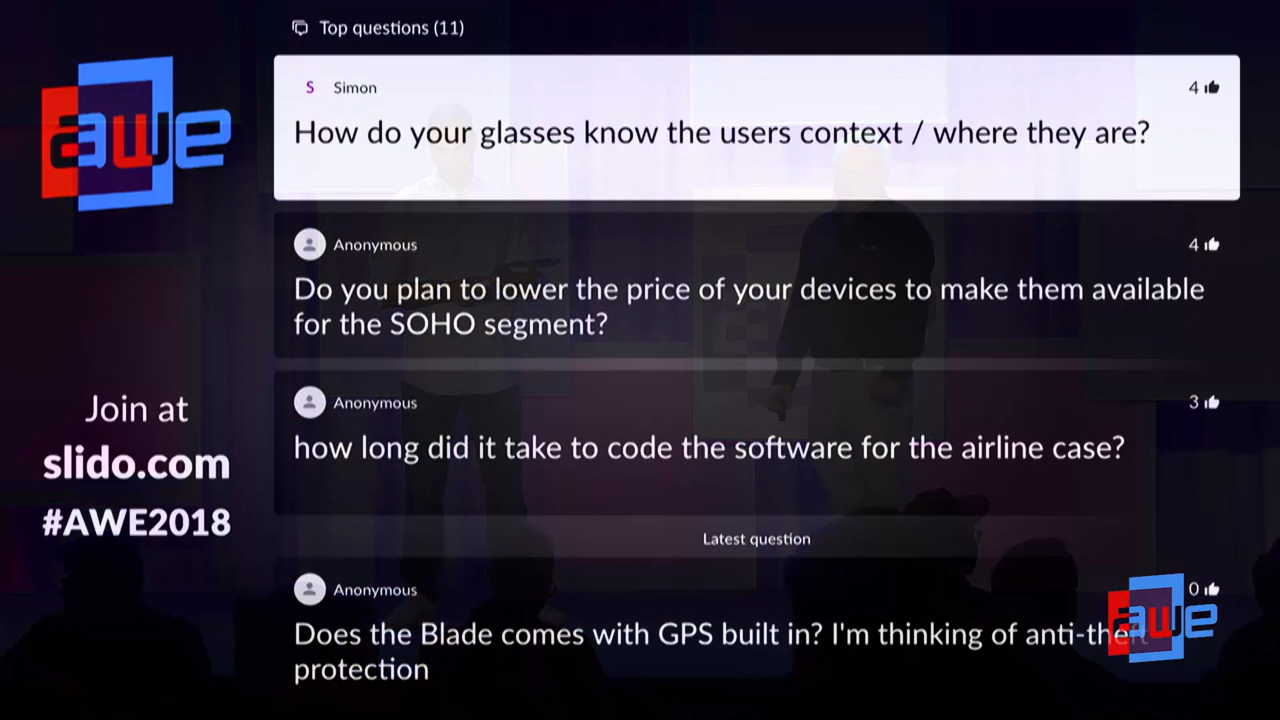 Top questions (11)
awe
S Simon 4
How do your glasses know the users context / where they are?
Anonymous 4
Do you plan to lower the price of your devices to make them available
for the SOHO segment?
Anonymous 3
how long did it take to code the software for the airline case?
Join at
slido.com
#AWE2018
Latest question
Anonymous 0
Does the Blade comes with GPS built in? I'm thinking of anti-theft
protection
awe